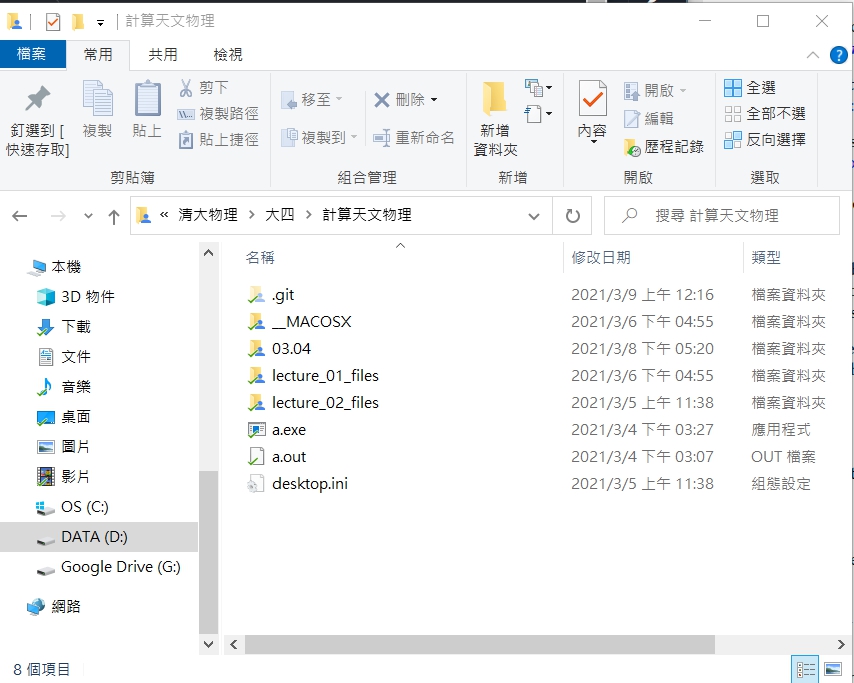 計算天文物理
檔案 常用 共用 檢視
釘選到 [
快速存取]
複製
貼上
剪下
複製路徑
貼上捷徑
剪貼簿
移至 刪除
複製到 重新命名
組合管理
新增
資料夾
新增
內容
開啟
編輯
歷程記錄
開啟
全選
全部不選
反向選擇
選取
« 清大物理 › 大四 › 計算天文物理
搜尋 計算天文物理
本機
3D 物件
下載
文件
音樂
桌面
圖片
影片
OS (C:)
DATA (D:)
Google Drive (G:)
網路
名稱 修改日期 類型
.git 2021/3/9 上午 12:16 檔案資料夾
__MACOSX 2021/3/6 下午 04:55 檔案資料夾
03.04 2021/3/8 下午 05:20 檔案資料夾
lecture_01_files 2021/3/6 下午 04:55 檔案資料夾
lecture_02_files 2021/3/5 上午 11:38 檔案資料夾
a.exe 2021/3/4 下午 03:27 應用程式
a.out 2021/3/4 下午 03:07 OUT 檔案
desktop.ini 2021/3/5 上午 11:38 組態設定
8 個項目